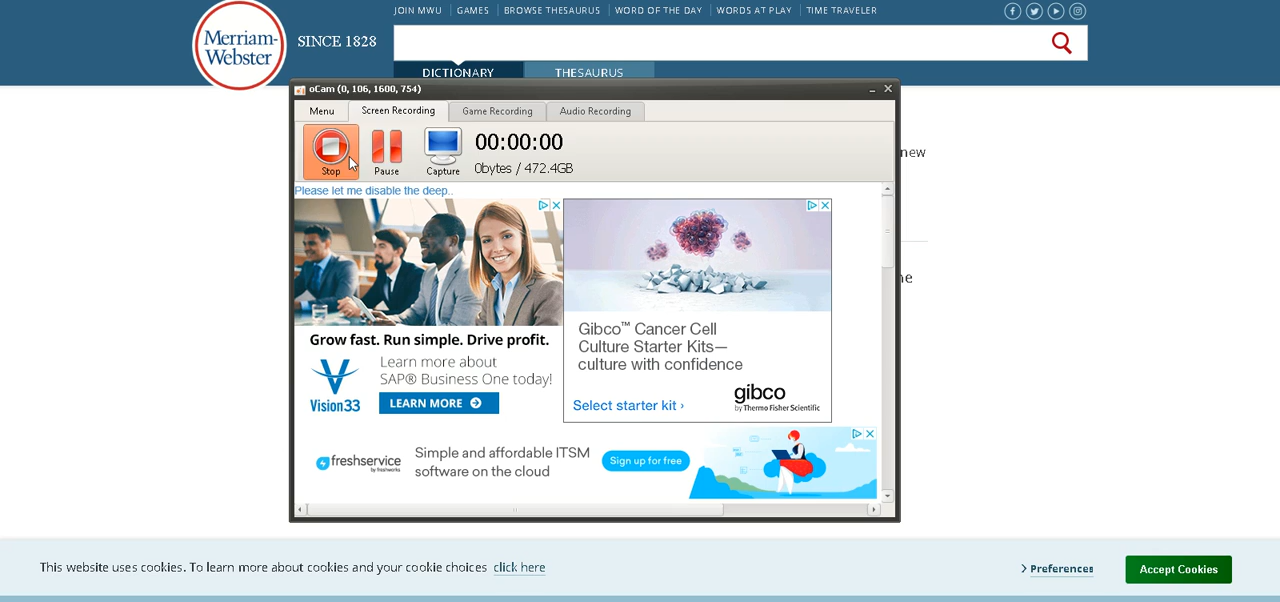 JOIN MWU GAMES BROWSE THESAURUS WORD OF THE DAY WORDS AT PLAY TIME TRAVELER
Merriam-
Webster
SINCE 1828
DICTIONARY THESAURUS
oCam (0, 106, 1600, 754)
Menu Screen Recording Game Recording Audio Recording
00:00:00
Stop Pause Capture 0bytes / 472.4GB
new
Please let me disable the deep..
Grow fast. Run simple. Drive profit.
Learn more about
SAP® Business One today!
Vision33
LEARN MORE
Gibco™ Cancer Cell
Culture Starter Kits—
culture with confidence
gibco
by Thermo Fisher Scientific
Select starter kit ›
freshservice
by freshworks
Simple and affordable ITSM
software on the cloud
Sign up for free
This website uses cookies. To learn more about cookies and your cookie choices click here
Preferences
Accept Cookies